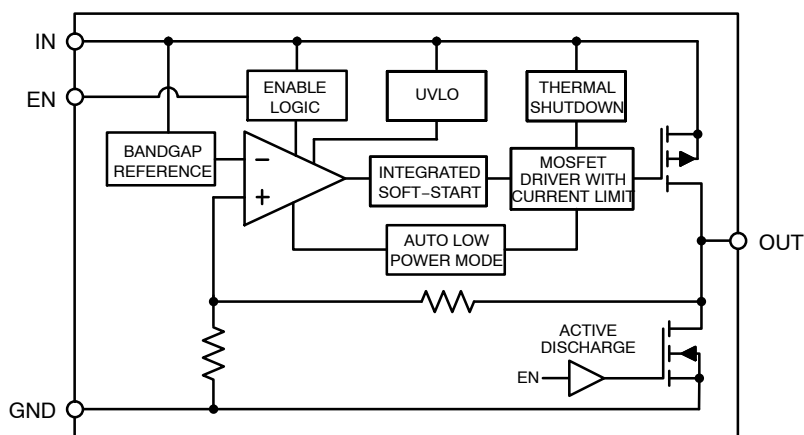 IN
EN
ENABLE
LOGIC
UVLO
THERMAL
SHUTDOWN
BANDGAP
REFERENCE
−
+
INTEGRATED
SOFT−START
MOSFET
DRIVER WITH
CURRENT LIMIT
AUTO LOW
POWER MODE
OUT
ACTIVE
DISCHARGE
EN
GND